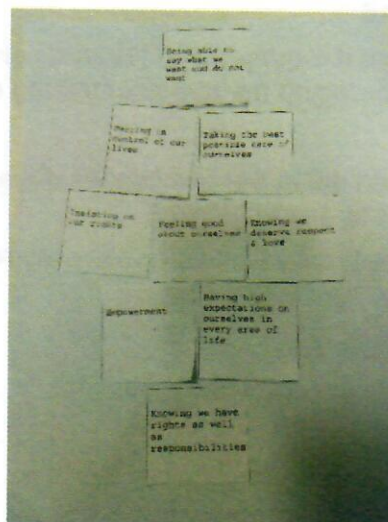 Being able to
say what we
want and do not
want
Feeling in
control of our
lives
Taking the best
possible care of
ourselves
Insisting on
our rights
Feeling good
about ourselves
Knowing we
deserve respect
& love
Empowerment
Having high
expectations on
ourselves in
every area of
life
Knowing we have
rights as well
as
responsibilities